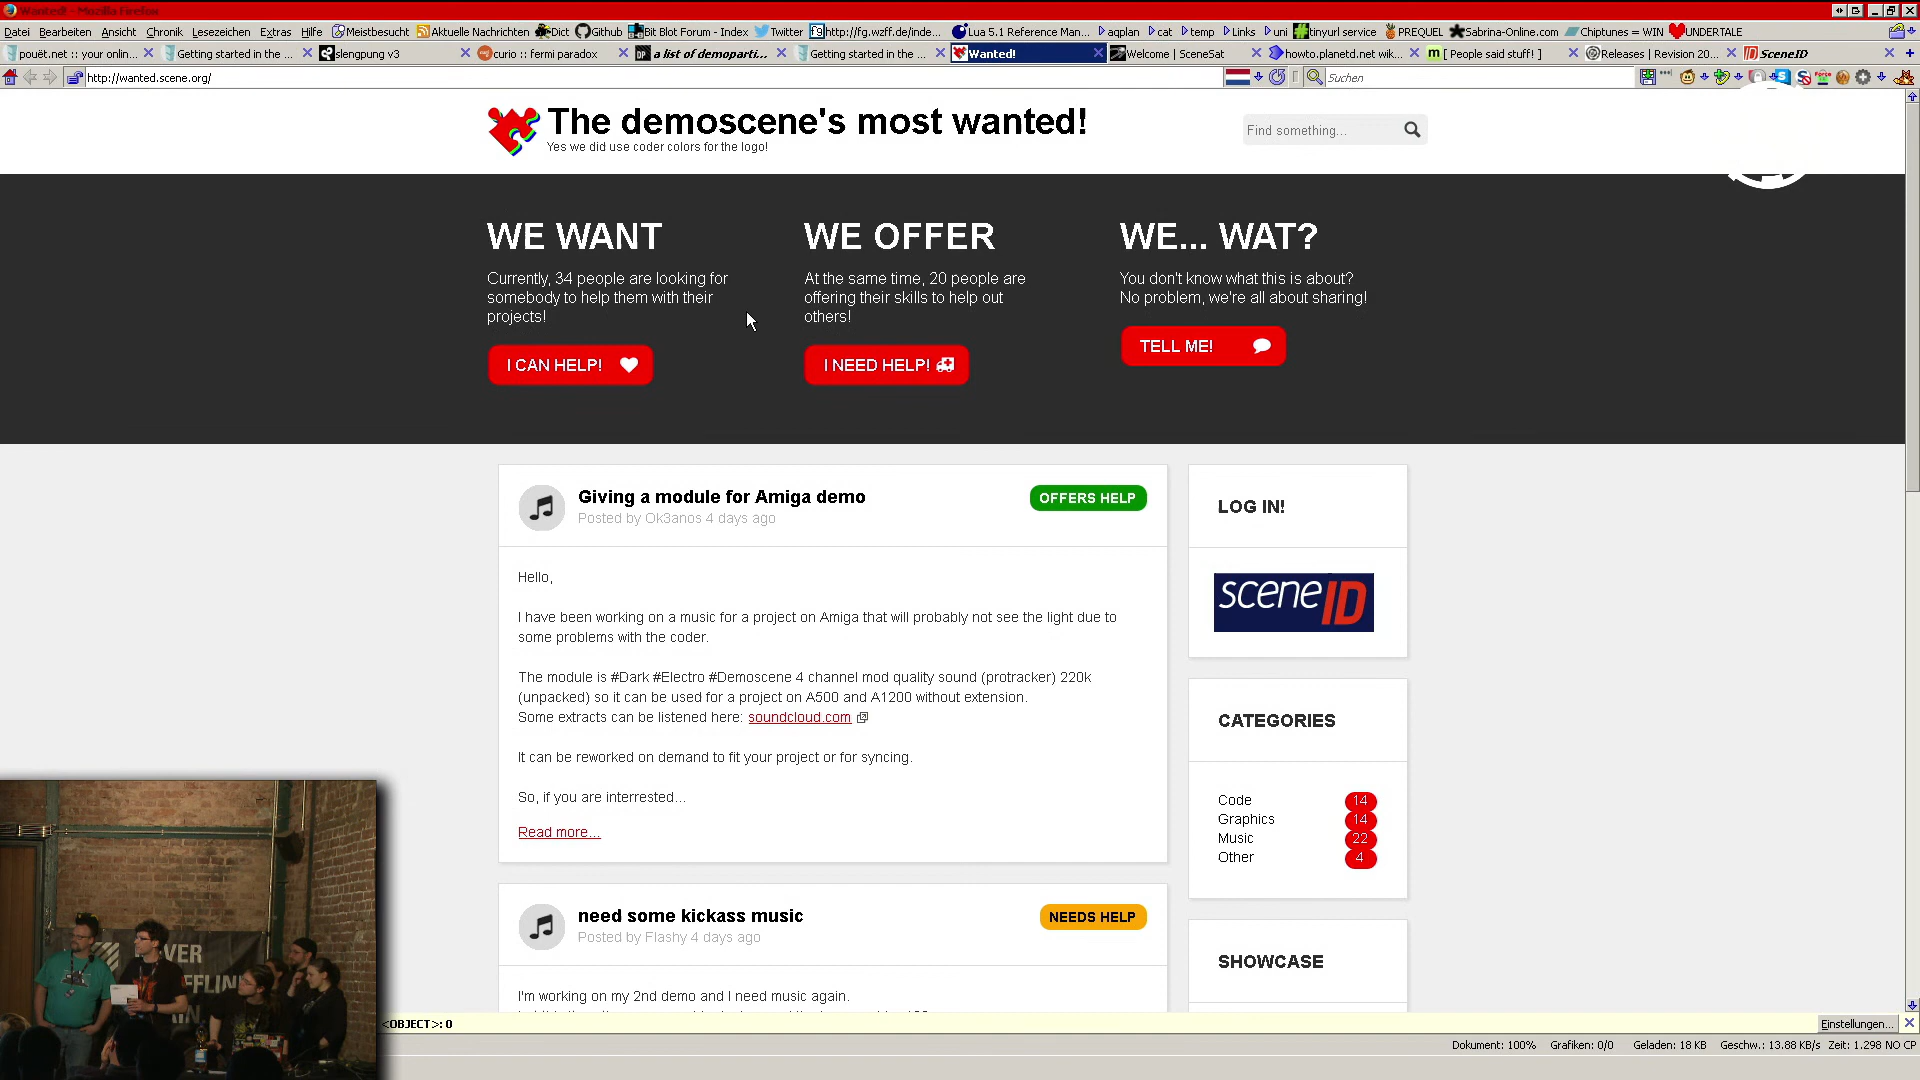 Wanted! - Mozilla Firefox
Datei Bearbeiten Ansicht Chronik Lesezeichen Extras Hilfe Meistbesucht Aktuelle Nachrichten Dict Github Bit Blot Forum - Index Twitter http://fg.wzff.de/inde... Lua 5.1 Reference Man... aqplan cat temp Links uni tinyurl service PREQUEL Sabrina-Online.com Chiptunes = WIN UNDERTALE
pouët.net :: your onlin... Getting started in the ... slengpung v3 curio :: fermi paradox a list of demoparti... Getting started in the ... Wanted! Welcome | SceneSat howto.planetd.net wik... [ People said stuff! ] Releases | Revision 20... SceneID
http://wanted.scene.org/ Suchen
The demoscene's most wanted!
Yes we did use coder colors for the logo!
Find something...
WE WANT
Currently, 34 people are looking for
somebody to help them with their
projects!
I CAN HELP!
WE OFFER
At the same time, 20 people are
offering their skills to help out
others!
I NEED HELP!
WE... WAT?
You don't know what this is about?
No problem, we're all about sharing!
TELL ME!
Giving a module for Amiga demo
Posted by Ok3anos 4 days ago
OFFERS HELP
Hello,
I have been working on a music for a project on Amiga that will probably not see the light due to
some problems with the coder.
The module is #Dark #Electro #Demoscene 4 channel mod quality sound (protracker) 220k
(unpacked) so it can be used for a project on A500 and A1200 without extension.
Some extracts can be listened here: soundcloud.com
It can be reworked on demand to fit your project or for syncing.
So, if you are interrested...
Read more...
need some kickass music
Posted by Flashy 4 days ago
NEEDS HELP
I'm working on my 2nd demo and I need music again.
LOG IN!
sceneID
CATEGORIES
Code 14
Graphics 14
Music 22
Other 4
SHOWCASE
<OBJECT>: 0
Einstellungen...
Dokument: 100% Grafiken: 0/0 Geladen: 18 KB Geschw.: 13.88 KB/s Zeit: 1.298 NO CP